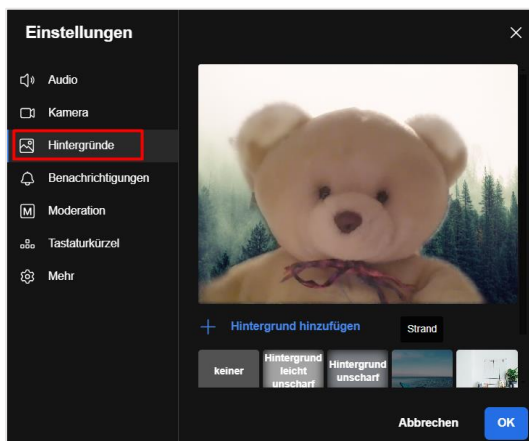 Einstellungen
Audio
Kamera
Hintergründe
Benachrichtigungen
Moderation
Tastaturkürzel
Mehr
Hintergrund hinzufügen
Strand
keiner
Hintergrund
leicht
unscharf
Hintergrund
unscharf
Abbrechen
OK